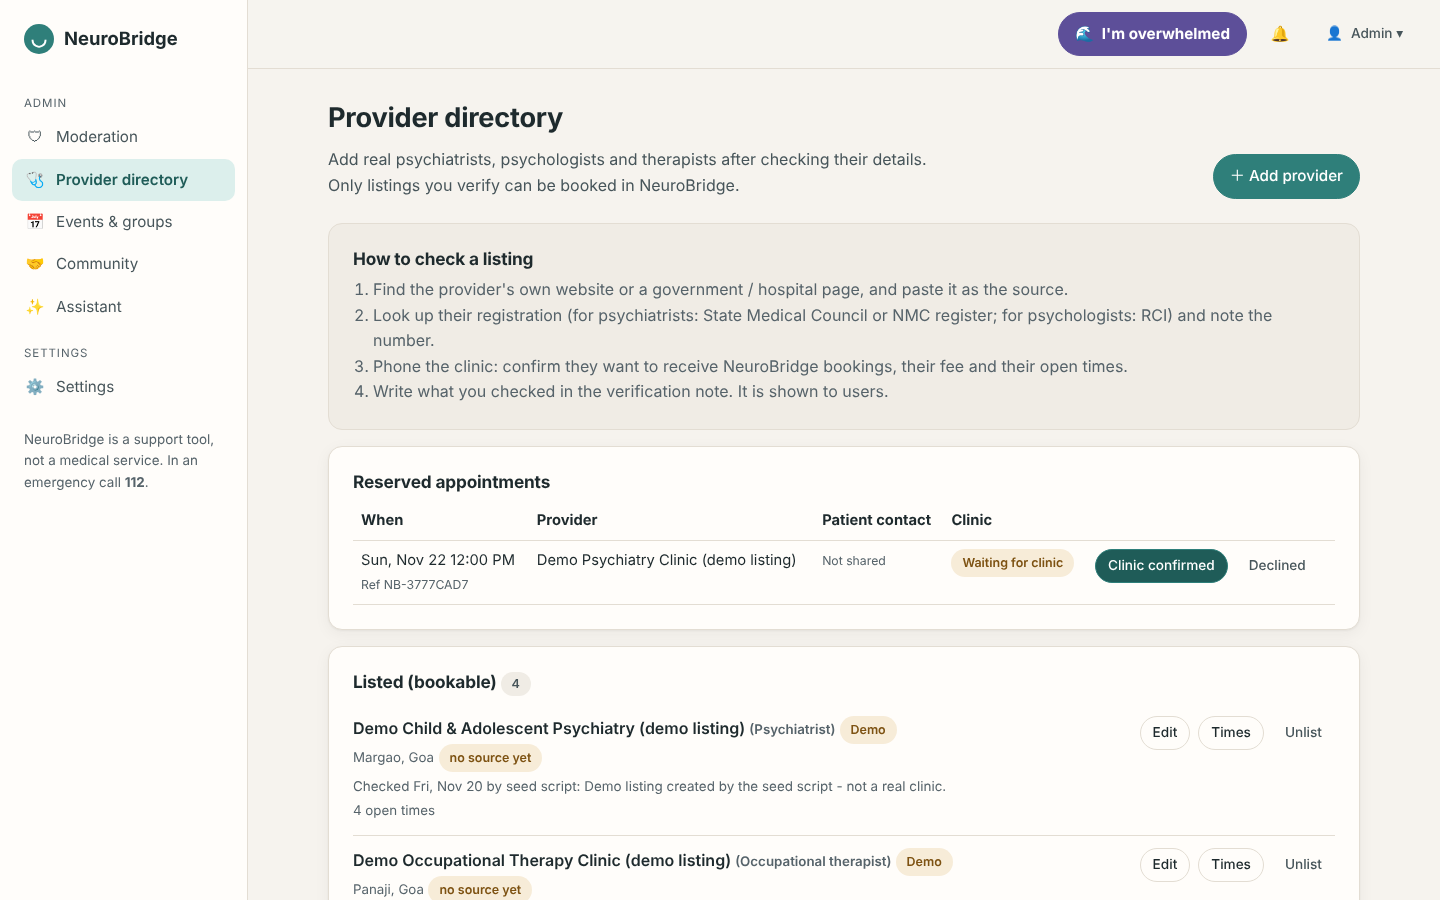 NeuroBridge
I'm overwhelmed
Admin ▾
ADMIN
Moderation
Provider directory
Events & groups
Community
Assistant
SETTINGS
Settings
NeuroBridge is a support tool,
not a medical service. In an
emergency call 112.
Provider directory
Add real psychiatrists, psychologists and therapists after checking their details.
Only listings you verify can be booked in NeuroBridge.
+ Add provider
How to check a listing
1. Find the provider's own website or a government / hospital page, and paste it as the source.
2. Look up their registration (for psychiatrists: State Medical Council or NMC register; for psychologists: RCI) and note the
number.
3. Phone the clinic: confirm they want to receive NeuroBridge bookings, their fee and their open times.
4. Write what you checked in the verification note. It is shown to users.
Reserved appointments
When Provider Patient contact Clinic
Sun, Nov 22 12:00 PM Demo Psychiatry Clinic (demo listing) Not shared Waiting for clinic Clinic confirmed Declined
Ref NB-3777CAD7
Listed (bookable) 4
Demo Child & Adolescent Psychiatry (demo listing) (Psychiatrist) Demo Edit Times Unlist
Margao, Goa no source yet
Checked Fri, Nov 20 by seed script: Demo listing created by the seed script - not a real clinic.
4 open times
Demo Occupational Therapy Clinic (demo listing) (Occupational therapist) Demo Edit Times Unlist
Panaji, Goa no source yet